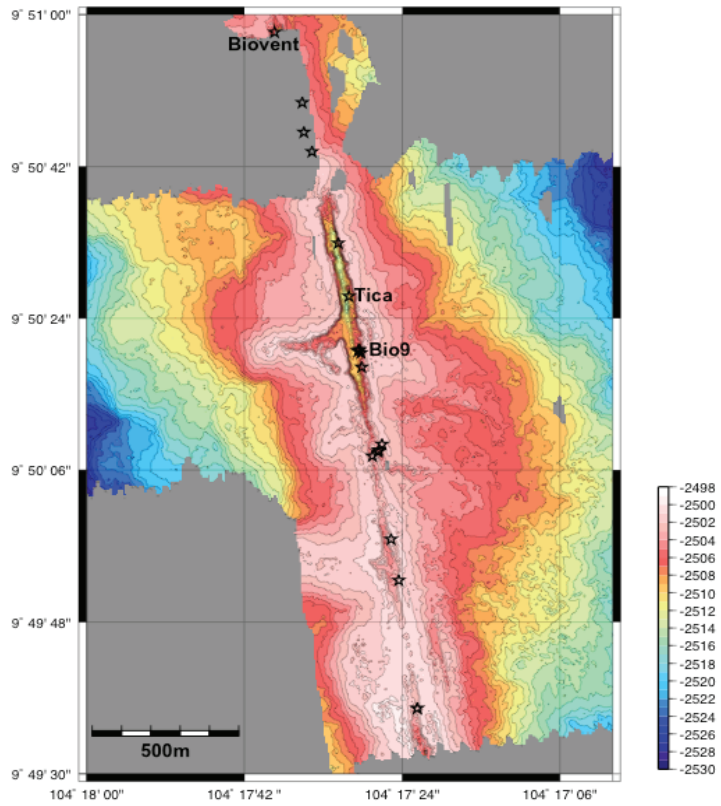 9° 51' 00"
Biovent
9° 50' 42"
Tica
9° 50' 24"
Bio9
9° 50' 06"
9° 49' 48"
500m
9° 49' 30"
104° 18' 00"
104° 17' 42"
104° 17' 24"
104° 17' 06"
-2498
-2500
-2502
-2504
-2506
-2508
-2510
-2512
-2514
-2516
-2518
-2520
-2522
-2524
-2526
-2528
-2530